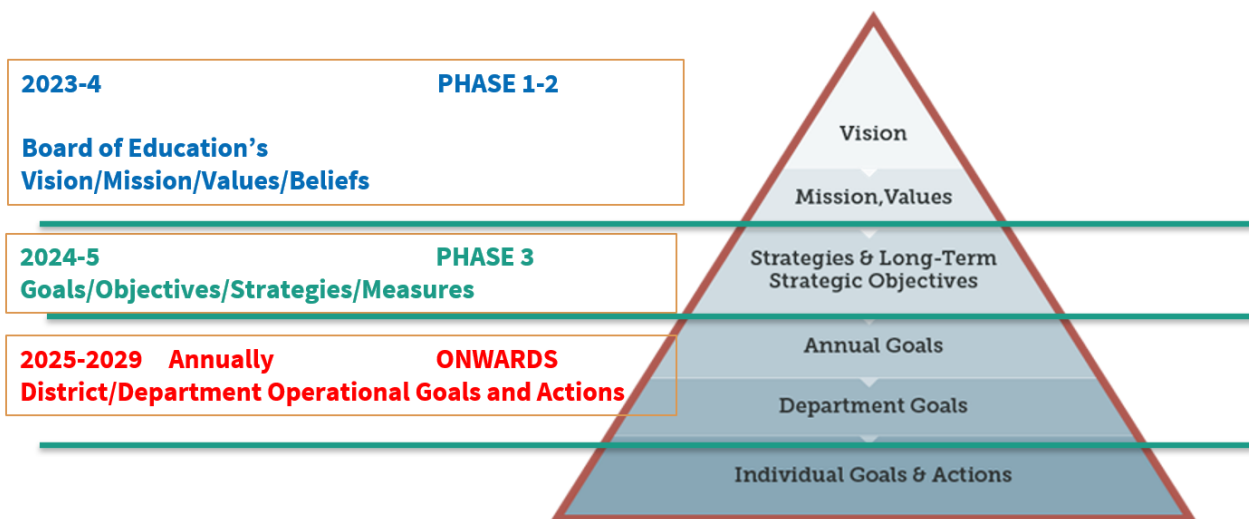 2023-4 PHASE 1-2
Board of Education’s
Vision/Mission/Values/Beliefs
2024-5 PHASE 3
Goals/Objectives/Strategies/Measures
2025-2029 Annually ONWARDS
District/Department Operational Goals and Actions
Vision
Mission,Values
Strategies & Long-Term
Strategic Objectives
Annual Goals
Department Goals
Individual Goals & Actions